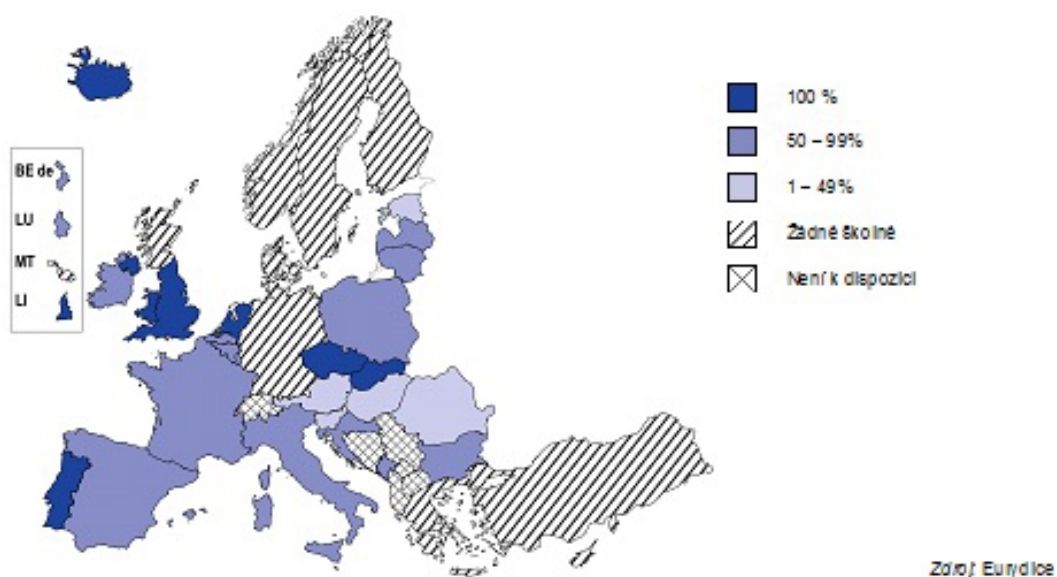 100 %
50 – 99%
1 – 49%
Žádné školné
Není k dispozici
BE de
LU
MT
LI
Zdroj: Eurydice